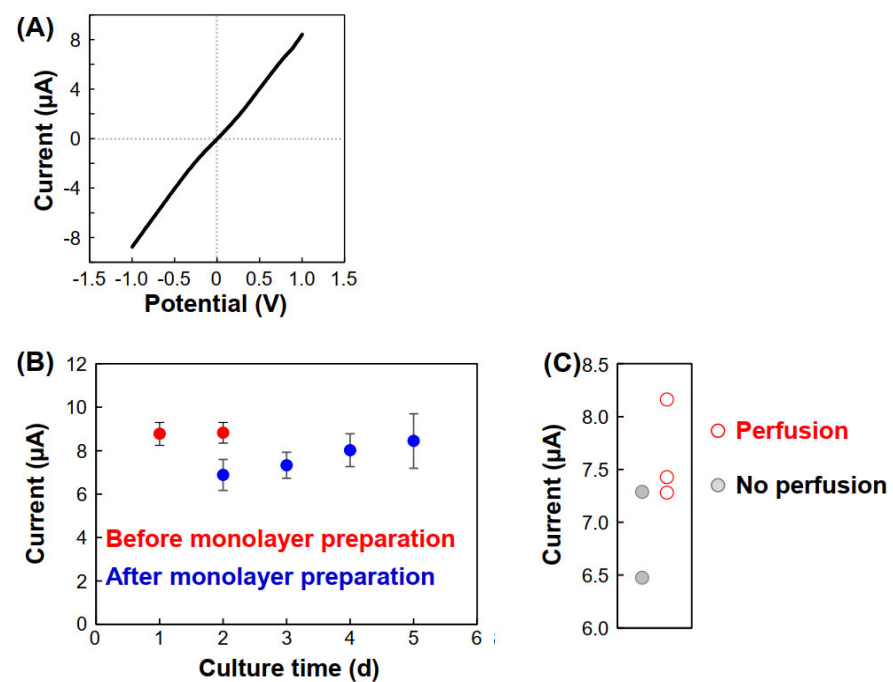 (A)
Current (µA)
8
4
0
-4
-8
-1.5 -1.0 -0.5 0 0.5 1.0 1.5
Potential (V)
(B)
Current (µA)
12
10
8
6
4
2
0
Before monolayer preparation
After monolayer preparation
0 1 2 3 4 5 6
Culture time (d)
(C)
Current (µA)
8.5
8.0
7.5
7.0
6.5
6.0
Perfusion
No perfusion